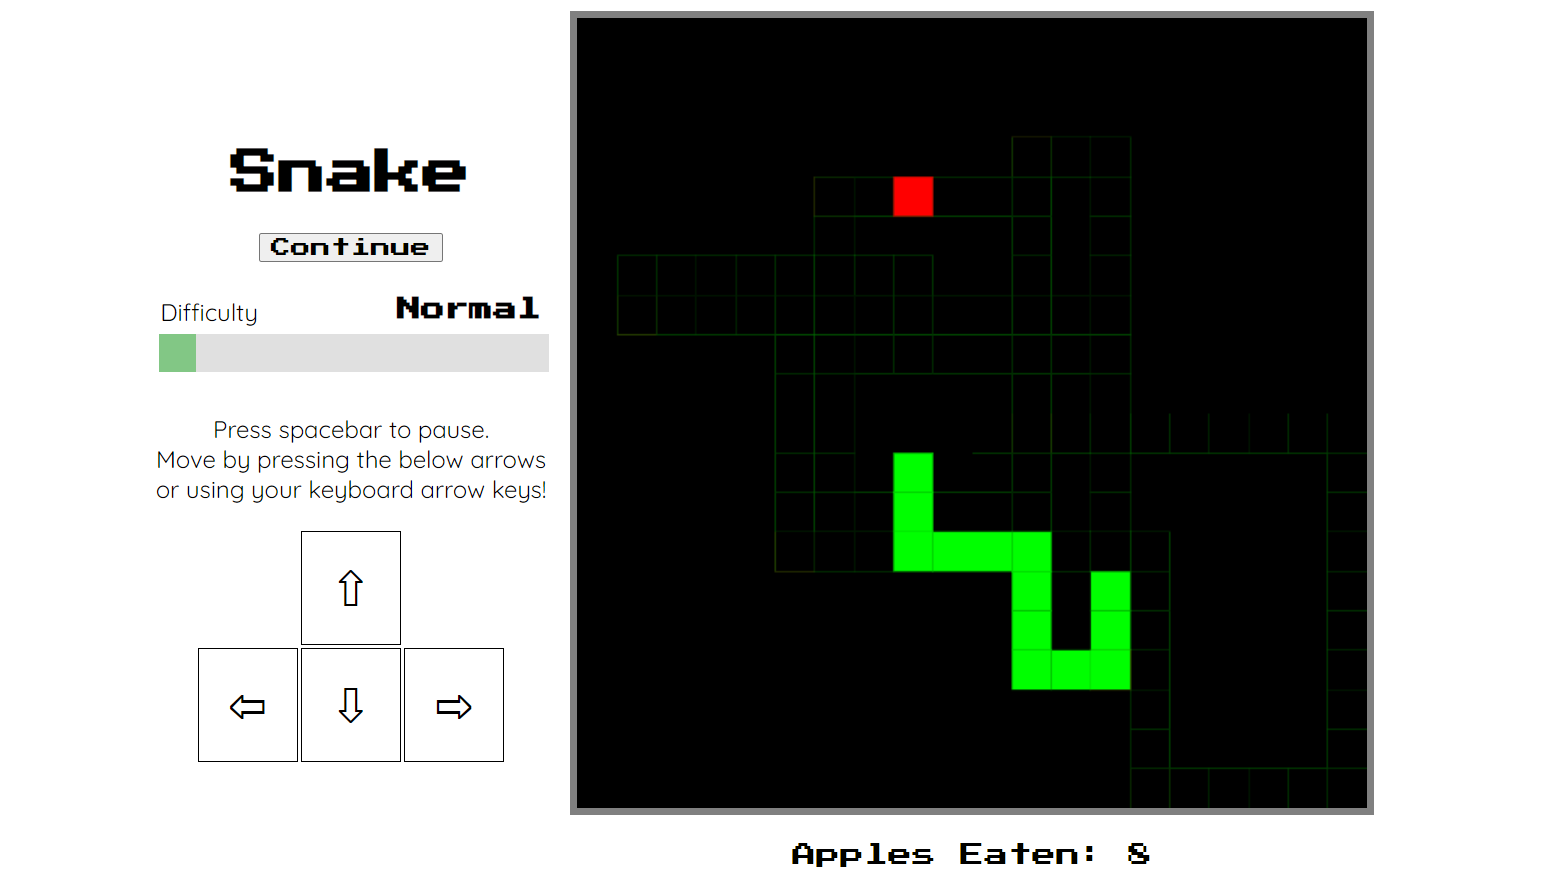 Snake
Continue
Difficulty
Normal
Press spacebar to pause.
Move by pressing the below arrows
or using your keyboard arrow keys!
⇧
⇦ ⇩ ⇨
Apples Eaten: 8